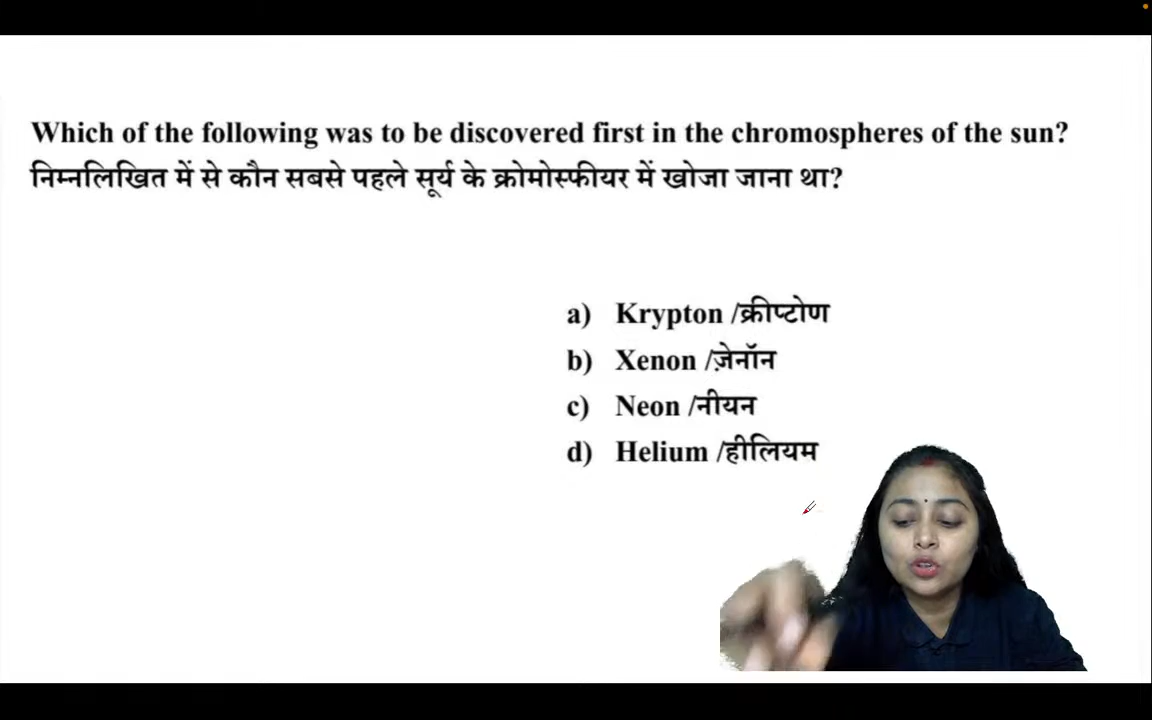 Which of the following was to be discovered first in the chromospheres of the sun?
निम्नलिखित में से कौन सबसे पहले सूर्य के क्रोमोस्फीयर में खोजा जाना था?
a) Krypton /क्रीप्टोण
b) Xenon /ज़ेनॉन
c) Neon /नीयन
d) Helium /हीलियम